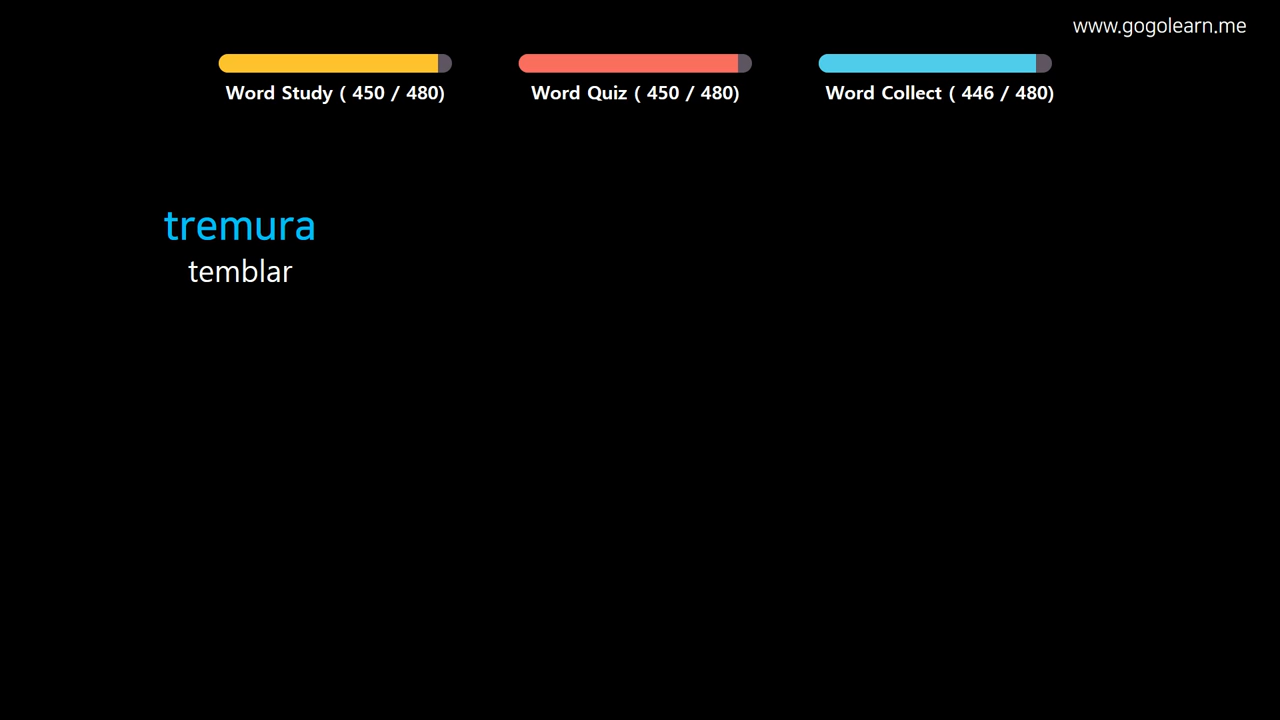 www.gogolearn.me
Word Study ( 450 / 480)
Word Quiz ( 450 / 480)
Word Collect ( 446 / 480)
tremura
temblar